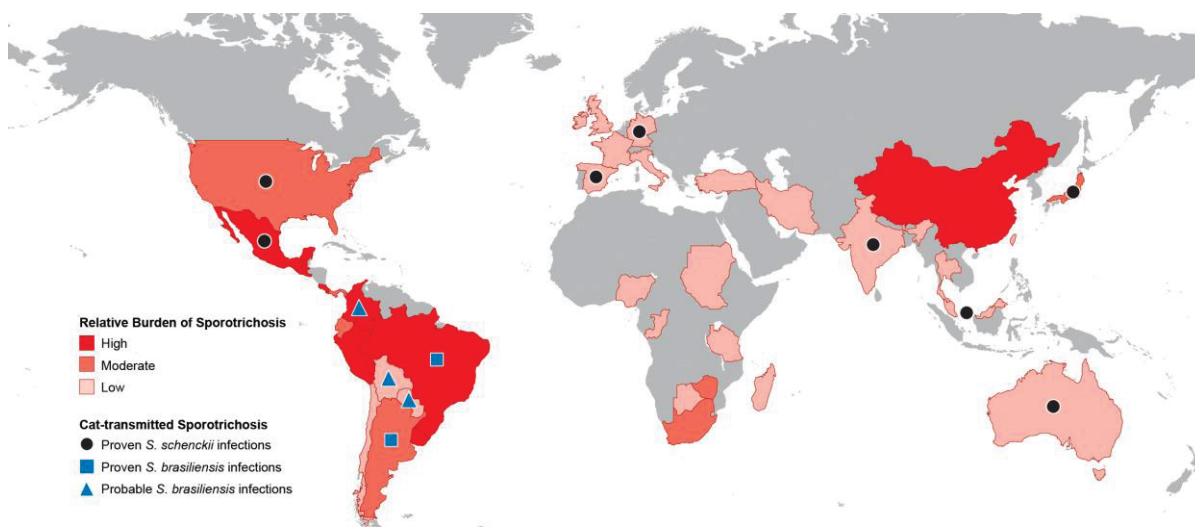 Relative Burden of Sporotrichosis
High
Moderate
Low
Cat-transmitted Sporotrichosis
Proven S. schenckii infections
Proven S. brasiliensis infections
Probable S. brasiliensis infections